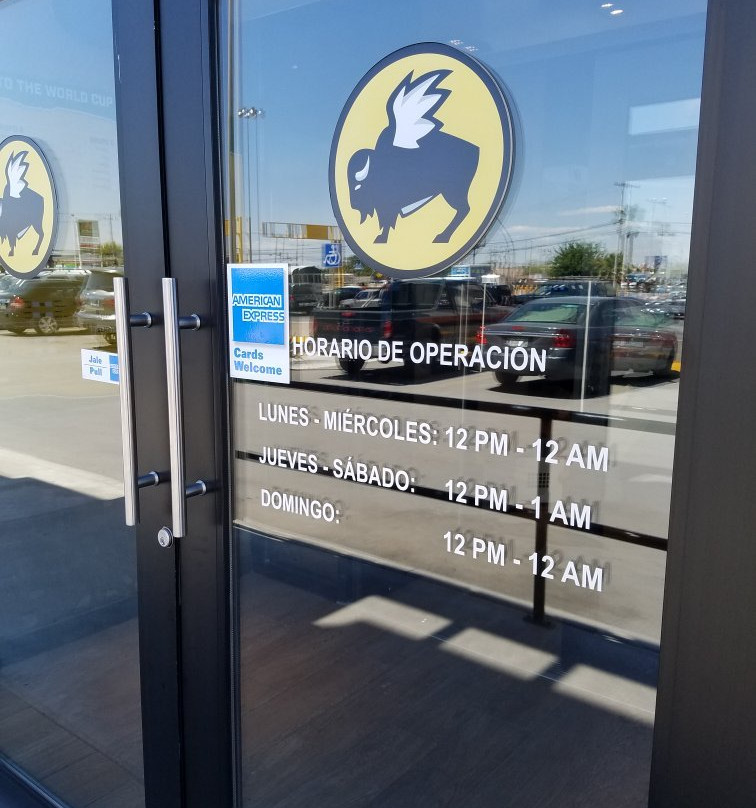 TO THE WORLD CUP
AMERICAN
EXPRESS
Cards
Welcome
Jale
Pull
HORARIO DE OPERACIÓN
LUNES - MIÉRCOLES: 12 PM - 12 AM
JUEVES - SÁBADO: 12 PM - 1 AM
DOMINGO: 12 PM - 12 AM